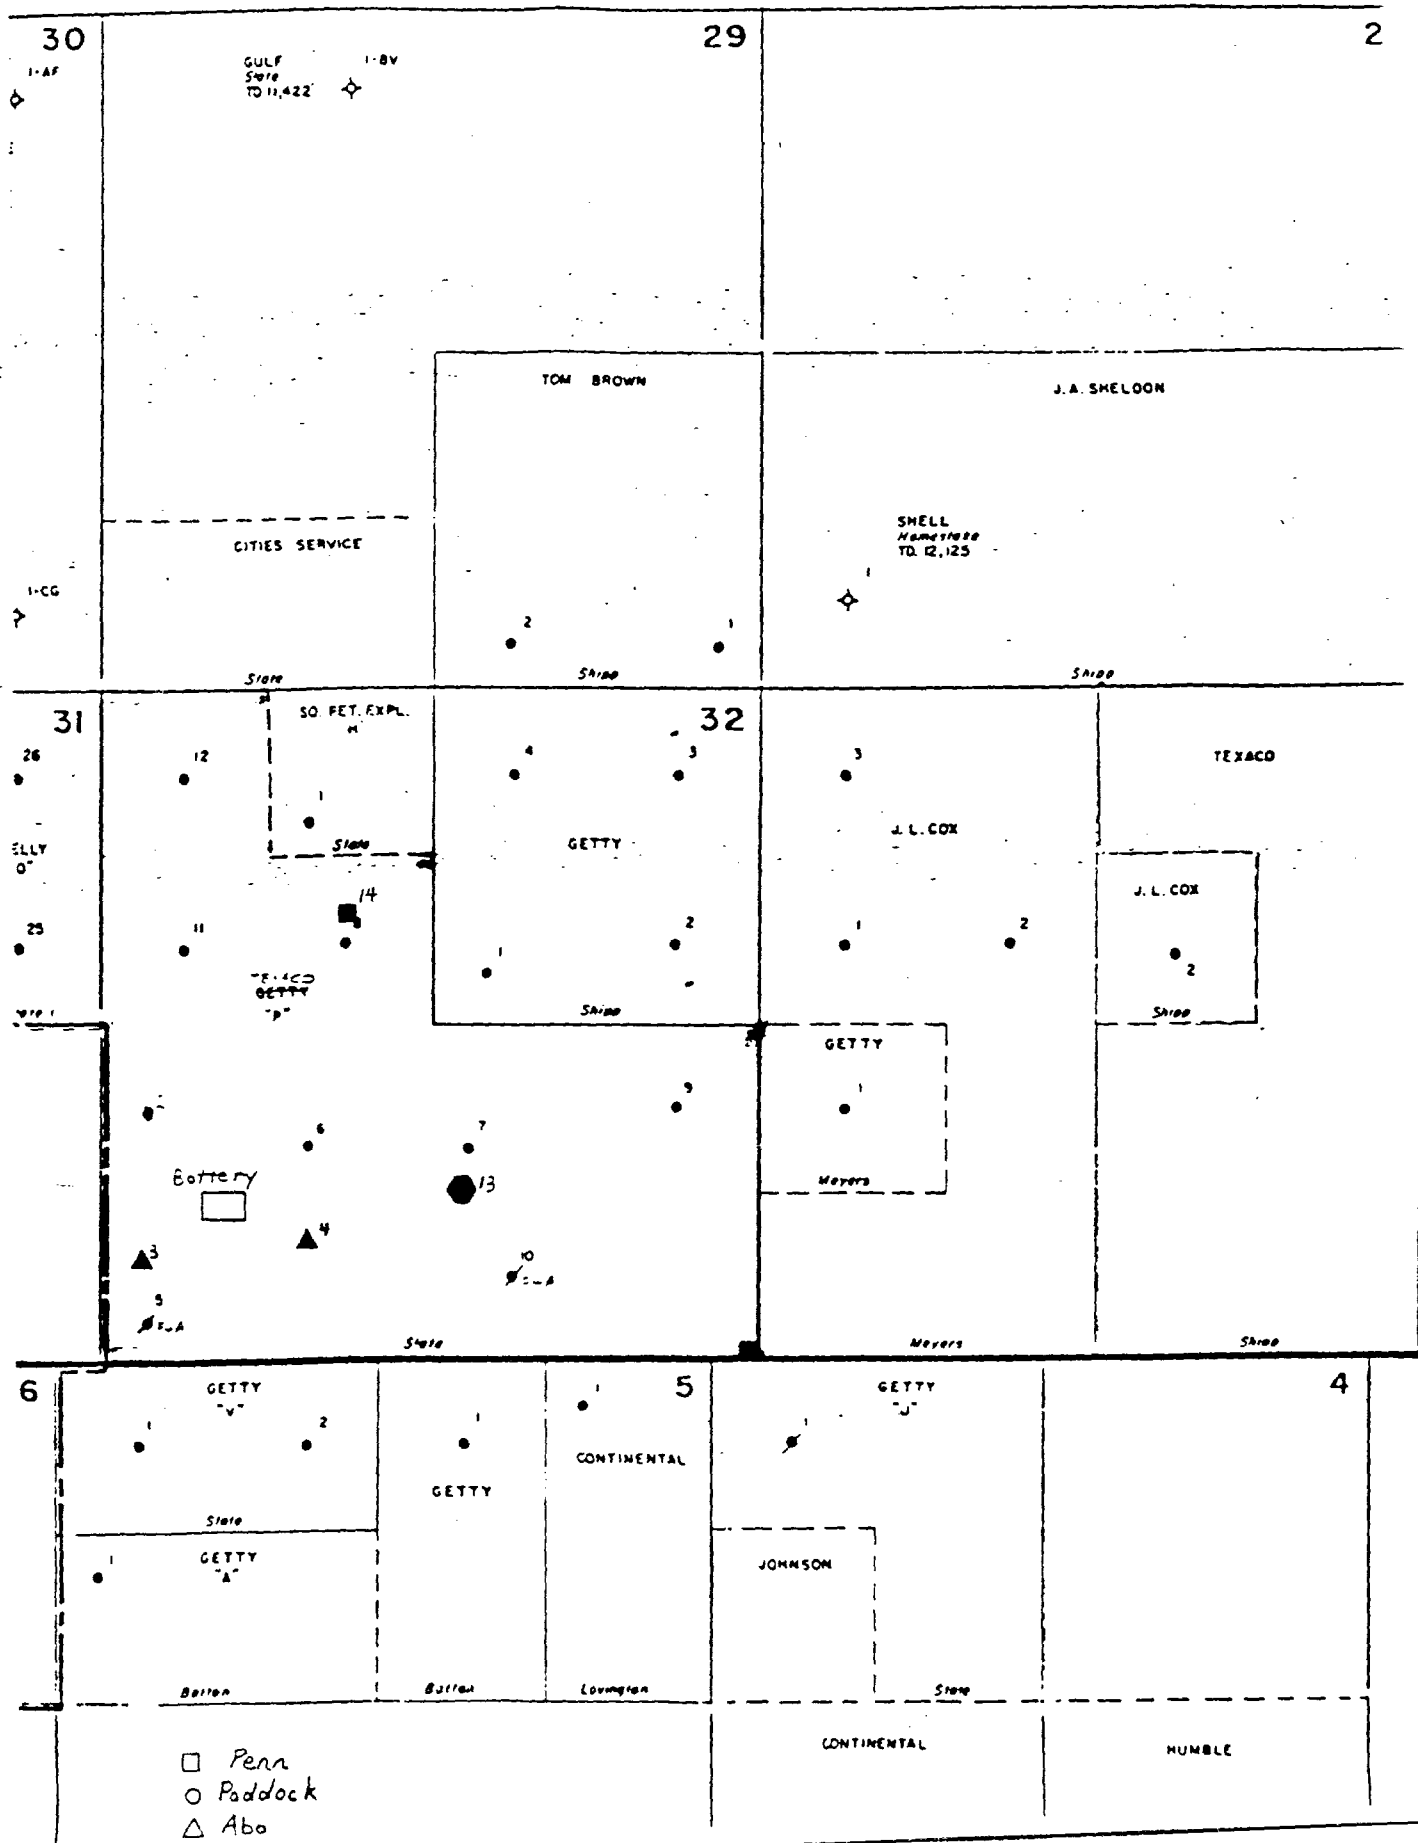 30
29
2
1-AF
GULF
State
TD 11,422
1-BV
TOM BROWN
J. A. SHELDON
CITIES SERVICE
SHELL
Homestake
TD. 12,125
1
1-CG
2
1
State
Shipp
Shipp
31
SO. PET. EXPL.
"H"
32
26
12
1
4
3
3
TEXACO
State
GETTY
J. L. COX
J. L. COX
14
25
11
1
2
1
2
2
TEXACO
GETTY
"P"
Shipp
Shipp
GETTY
9
1
6
7
Battery
13
Meyers
3
4
10
5
State
Meyers
Shipp
6
GETTY
"V"
5
GETTY
"J"
4
1
2
1
1
1
CONTINENTAL
GETTY
State
GETTY
"A"
1
JOHNSON
Button
Lovington
State
CONTINENTAL
HUMBLE
Penn
Paddock
Abo